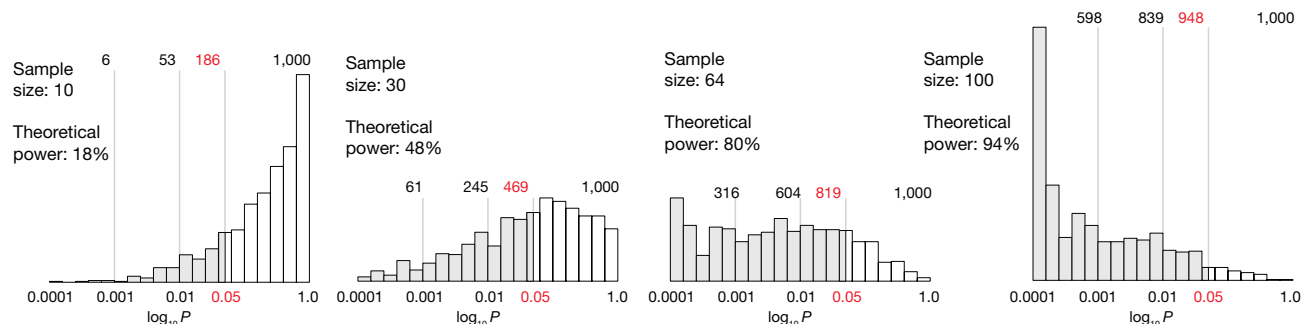 6 53 186 1,000
Sample
size: 10
Theoretical
power: 18%
0.0001 0.001 0.01 0.05 1.0
log10 P
Sample
size: 30
Theoretical
power: 48%
61 245 469 1,000
0.0001 0.001 0.01 0.05 1.0
log10 P
Sample
size: 64
Theoretical
power: 80%
316 604 819 1,000
0.0001 0.001 0.01 0.05 1.0
log10 P
598 839 948 1,000
Sample
size: 100
Theoretical
power: 94%
0.0001 0.001 0.01 0.05 1.0
log10 P